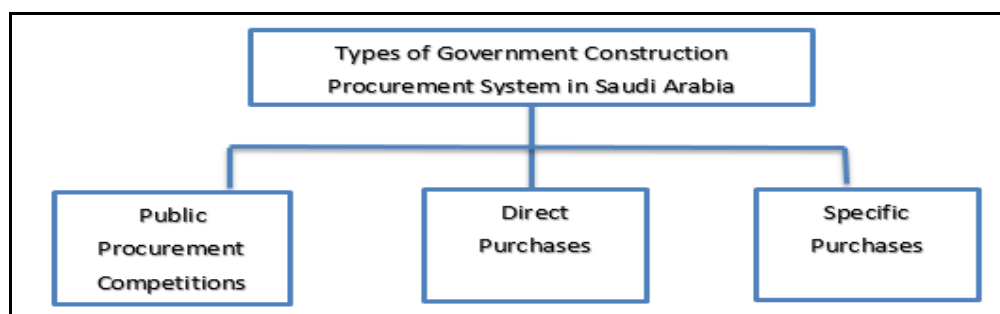 Types of Government Construction
Procurement System in Saudi Arabia
Public
Procurement
Competitions
Direct
Purchases
Specific
Purchases